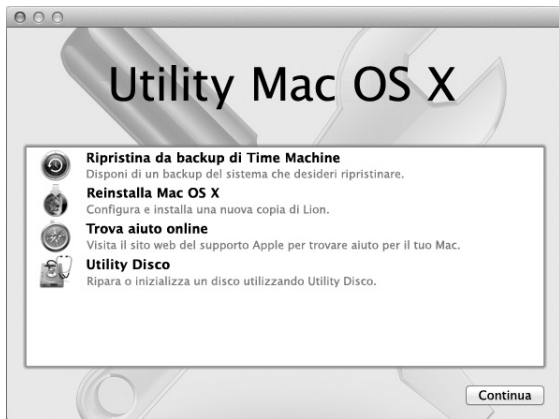 Utility Mac OS X
Ripristina da backup di Time Machine
Disponi di un backup del sistema che desideri ripristinare.
Reinstalla Mac OS X
Configura e installa una nuova copia di Lion.
Trova aiuto online
Visita il sito web del supporto Apple per trovare aiuto per il tuo Mac.
Utility Disco
Ripara o inizializza un disco utilizzando Utility Disco.
Continua